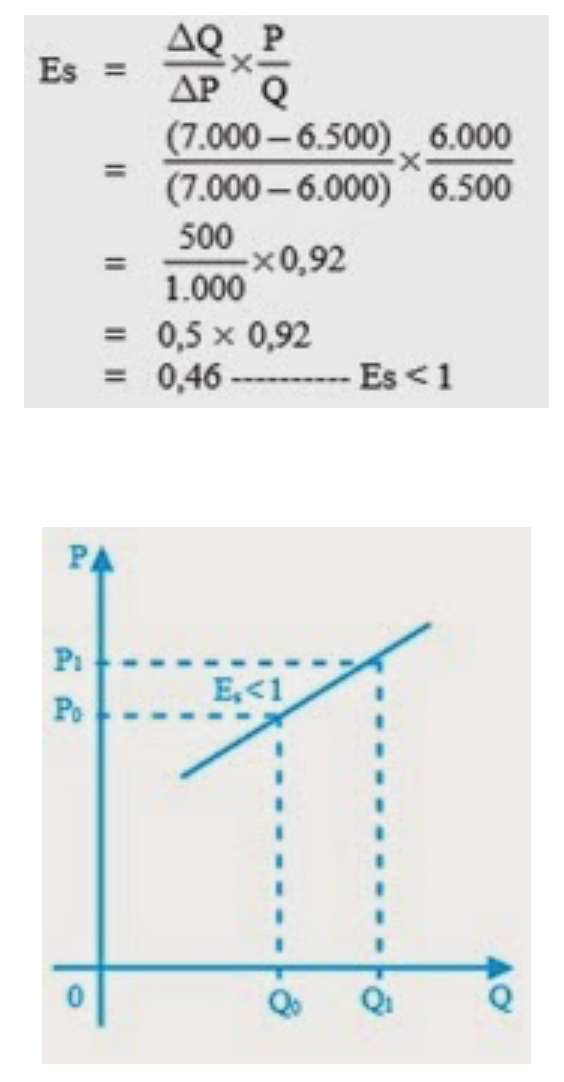 Es = ΔQ/ΔP × P/Q
= (7.000 – 6.500)/(7.000 – 6.000) × 6.000/6.500
= 500/1.000 × 0,92
= 0,5 × 0,92
= 0,46 ---------- Es < 1
P
P₁
Eₛ<1
P₀
0
Q₀
Q₁
Q